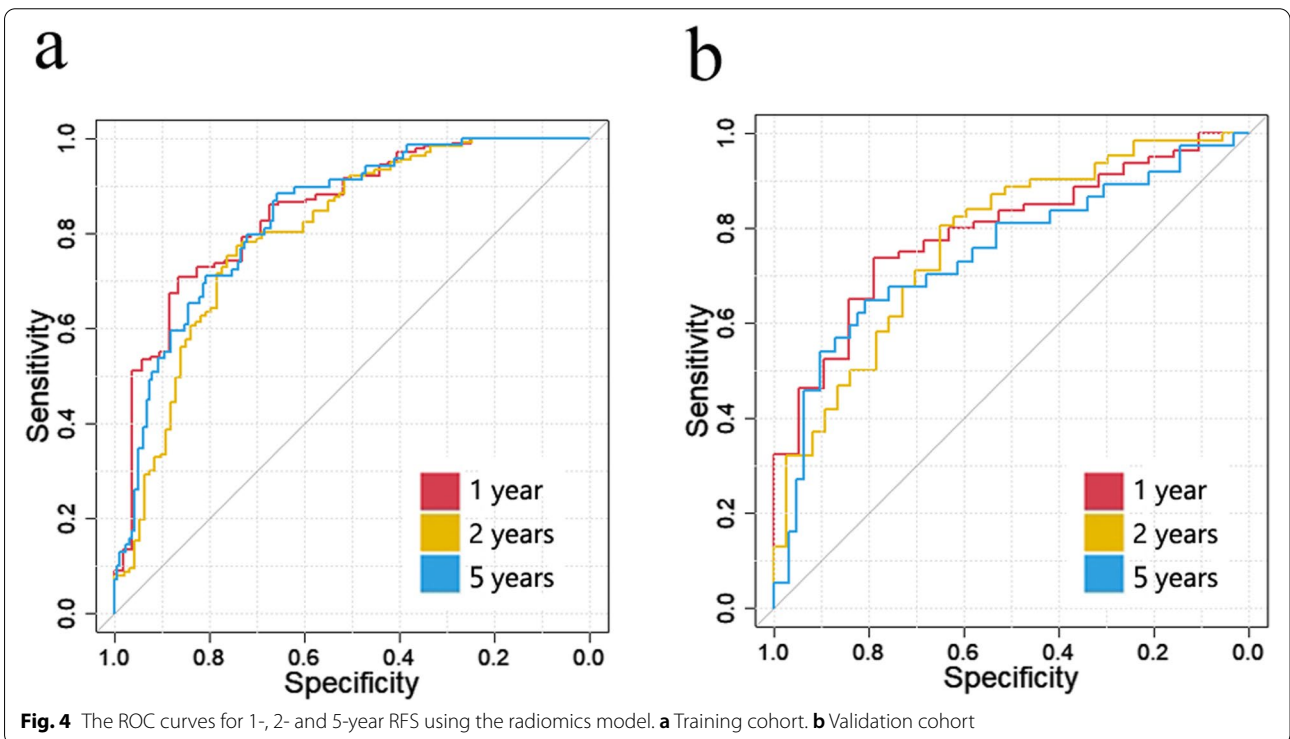 a
b
Sensitivity
0.0 0.2 0.4 0.6 0.8 1.0
1 year
2 years
5 years
1.0 0.8 0.6 0.4 0.2 0.0
Specificity
Sensitivity
0.0 0.2 0.4 0.6 0.8 1.0
1 year
2 years
5 years
1.0 0.8 0.6 0.4 0.2 0.0
Specificity
Fig. 4 The ROC curves for 1-, 2- and 5-year RFS using the radiomics model. a Training cohort. b Validation cohort